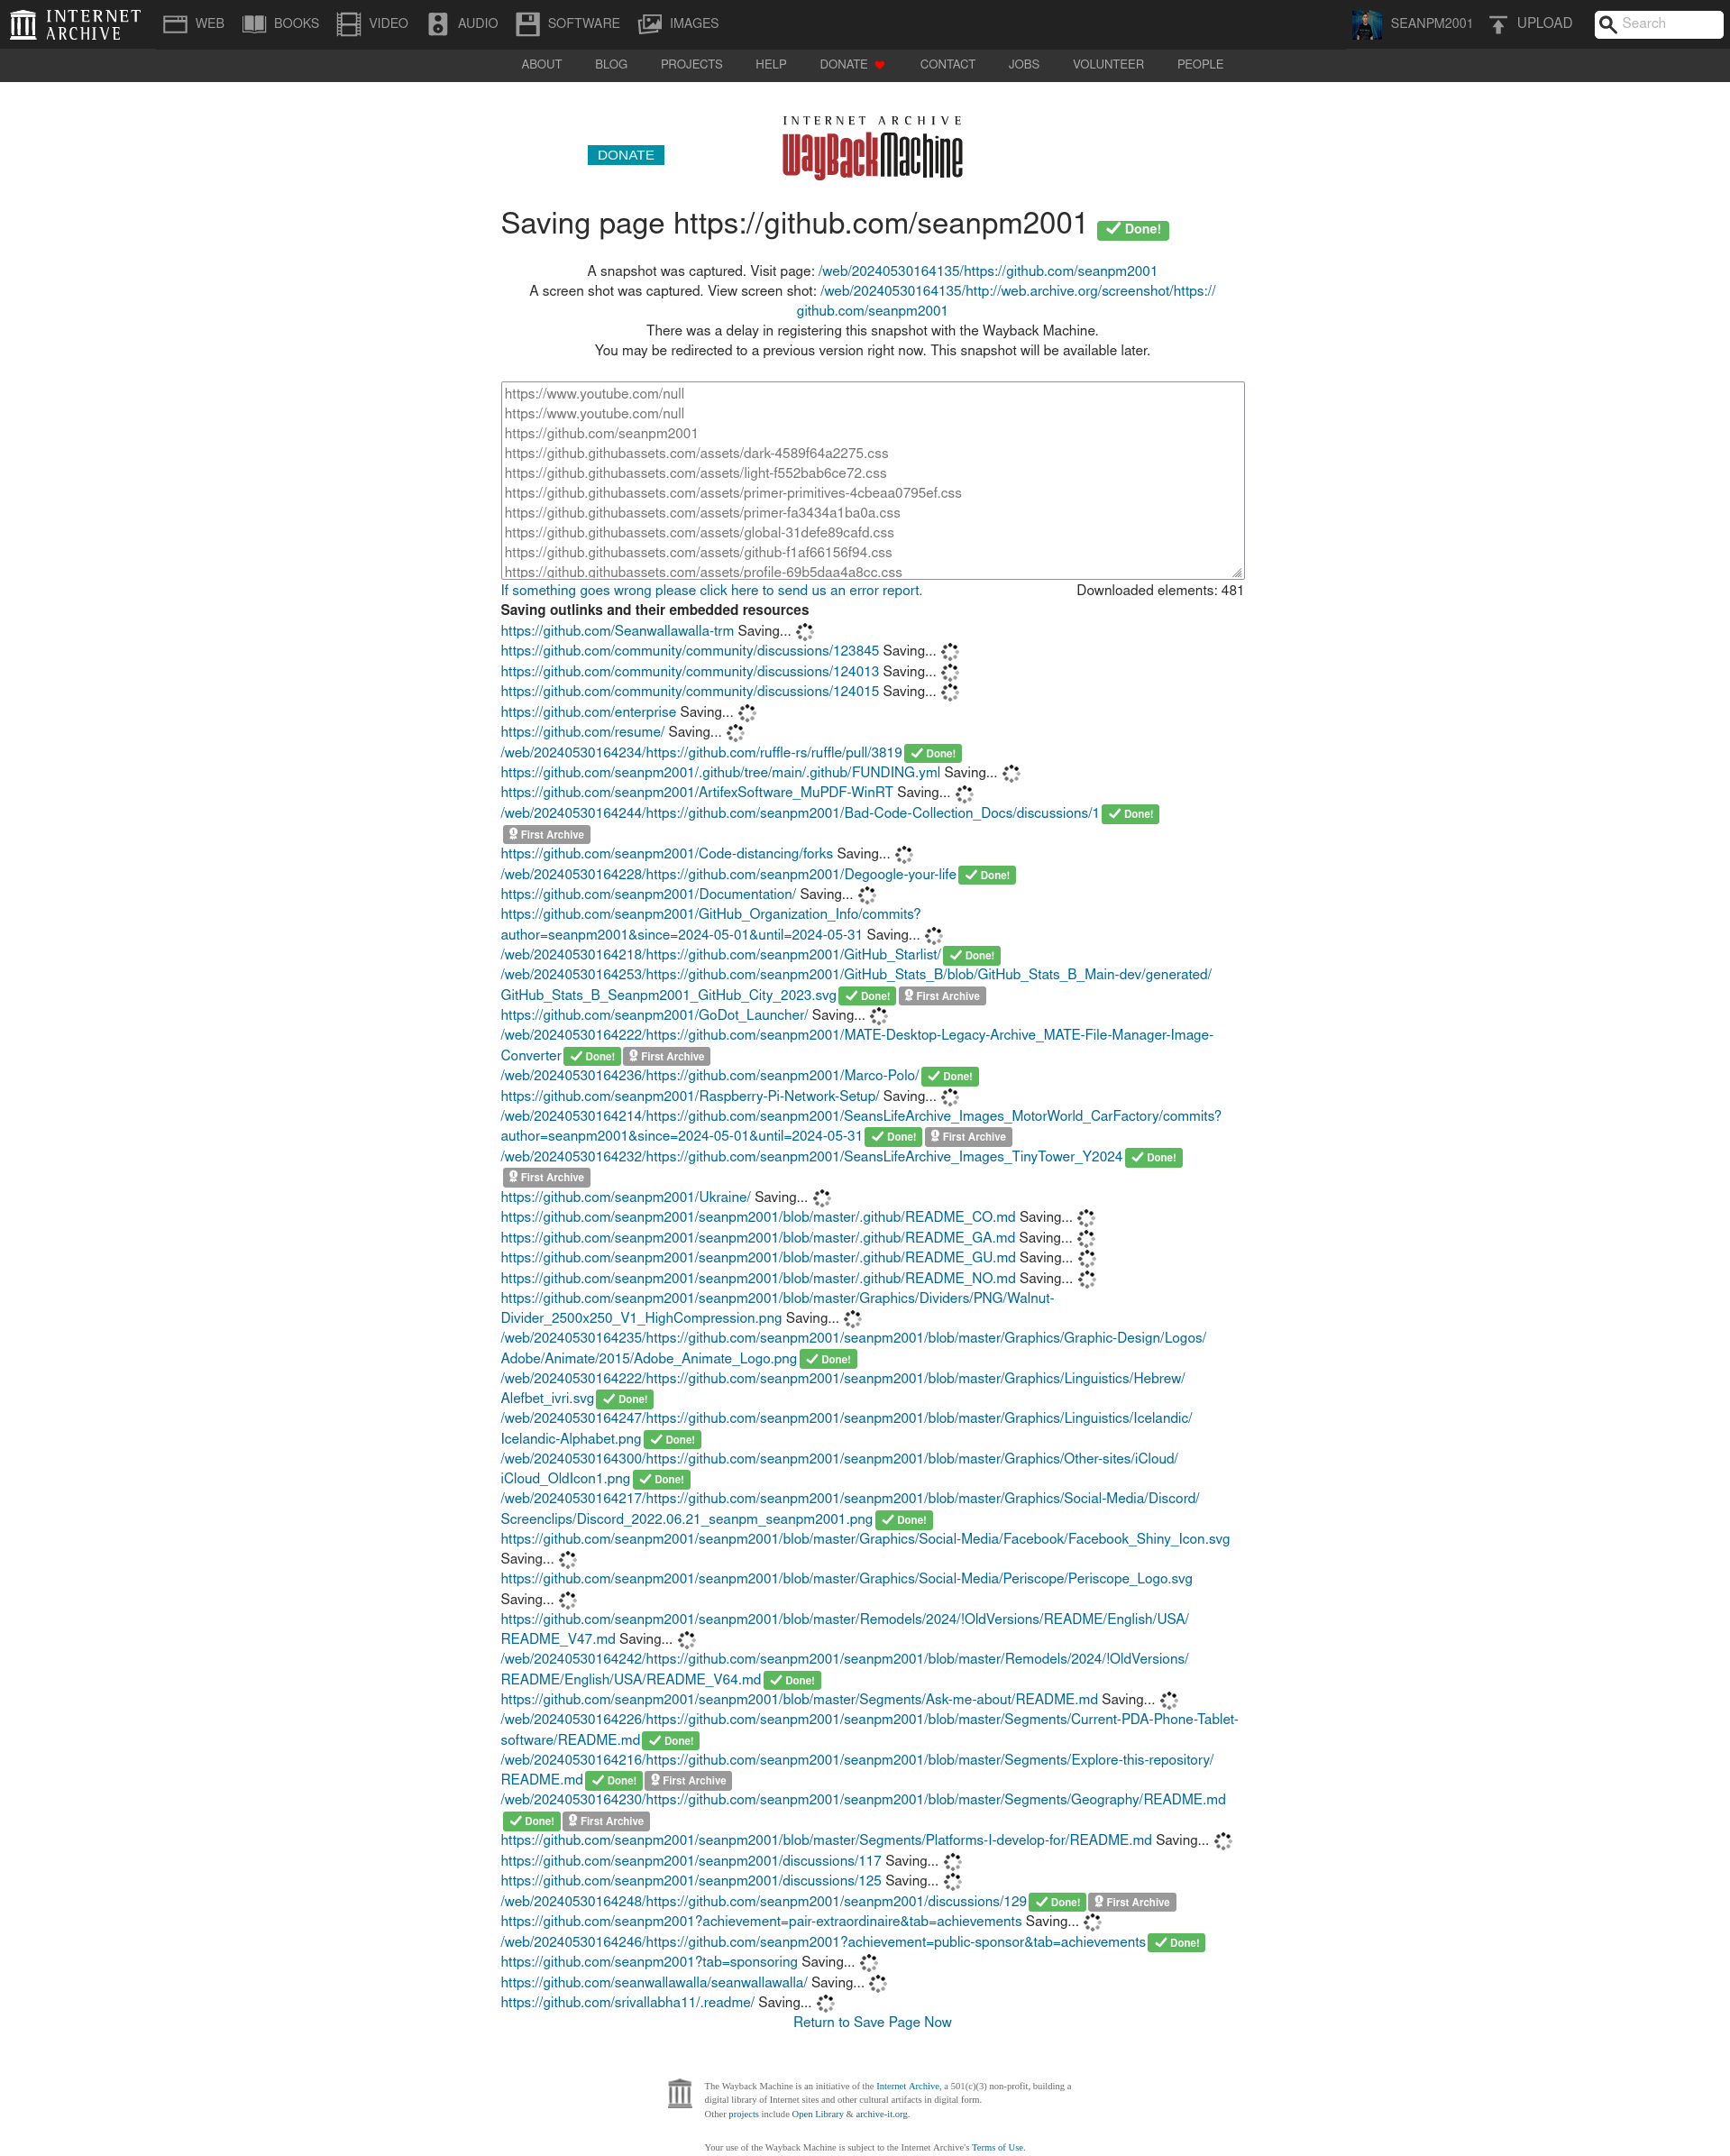 INTERNET ARCHIVE
WEB BOOKS VIDEO AUDIO SOFTWARE IMAGES SEANPM2001 UPLOAD Search
ABOUT BLOG PROJECTS HELP DONATE CONTACT JOBS VOLUNTEER PEOPLE
INTERNET ARCHIVE
DONATE WayBackMachine
Saving page https://github.com/seanpm2001 Done!
A snapshot was captured. Visit page: /web/20240530164135/https://github.com/seanpm2001
A screen shot was captured. View screen shot: /web/20240530164135/http://web.archive.org/screenshot/https://
github.com/seanpm2001
There was a delay in registering this snapshot with the Wayback Machine.
You may be redirected to a previous version right now. This snapshot will be available later.
https://www.youtube.com/null
https://www.youtube.com/null
https://github.com/seanpm2001
https://github.githubassets.com/assets/dark-4589f64a2275.css
https://github.githubassets.com/assets/light-f552bab6ce72.css
https://github.githubassets.com/assets/primer-primitives-4cbeaa0795ef.css
https://github.githubassets.com/assets/primer-fa3434a1ba0a.css
https://github.githubassets.com/assets/global-31defe89cafd.css
https://github.githubassets.com/assets/github-f1af66156f94.css
https://github.githubassets.com/assets/profile-69b5daa4a8cc.css
If something goes wrong please click here to send us an error report. Downloaded elements: 481
Saving outlinks and their embedded resources
https://github.com/Seanwallawalla-trm Saving...
https://github.com/community/community/discussions/123845 Saving...
https://github.com/community/community/discussions/124013 Saving...
https://github.com/community/community/discussions/124015 Saving...
https://github.com/enterprise Saving...
https://github.com/resume/ Saving...
/web/20240530164234/https://github.com/ruffle-rs/ruffle/pull/3819 Done!
https://github.com/seanpm2001/.github/tree/main/.github/FUNDING.yml Saving...
https://github.com/seanpm2001/ArtifexSoftware_MuPDF-WinRT Saving...
/web/20240530164244/https://github.com/seanpm2001/Bad-Code-Collection_Docs/discussions/1 Done!
First Archive
https://github.com/seanpm2001/Code-distancing/forks Saving...
/web/20240530164228/https://github.com/seanpm2001/Degoogle-your-life Done!
https://github.com/seanpm2001/Documentation/ Saving...
https://github.com/seanpm2001/GitHub_Organization_Info/commits?
author=seanpm2001&since=2024-05-01&until=2024-05-31 Saving...
/web/20240530164218/https://github.com/seanpm2001/GitHub_Starlist/ Done!
/web/20240530164253/https://github.com/seanpm2001/GitHub_Stats_B/blob/GitHub_Stats_B_Main-dev/generated/
GitHub_Stats_B_Seanpm2001_GitHub_City_2023.svg Done! First Archive
https://github.com/seanpm2001/GoDot_Launcher/ Saving...
/web/20240530164222/https://github.com/seanpm2001/MATE-Desktop-Legacy-Archive_MATE-File-Manager-Image-
Converter Done! First Archive
/web/20240530164236/https://github.com/seanpm2001/Marco-Polo/ Done!
https://github.com/seanpm2001/Raspberry-Pi-Network-Setup/ Saving...
/web/20240530164214/https://github.com/seanpm2001/SeansLifeArchive_Images_MotorWorld_CarFactory/commits?
author=seanpm2001&since=2024-05-01&until=2024-05-31 Done! First Archive
/web/20240530164232/https://github.com/seanpm2001/SeansLifeArchive_Images_TinyTower_Y2024 Done!
First Archive
https://github.com/seanpm2001/Ukraine/ Saving...
https://github.com/seanpm2001/seanpm2001/blob/master/.github/README_CO.md Saving...
https://github.com/seanpm2001/seanpm2001/blob/master/.github/README_GA.md Saving...
https://github.com/seanpm2001/seanpm2001/blob/master/.github/README_GU.md Saving...
https://github.com/seanpm2001/seanpm2001/blob/master/.github/README_NO.md Saving...
https://github.com/seanpm2001/seanpm2001/blob/master/Graphics/Dividers/PNG/Walnut-
Divider_2500x250_V1_HighCompression.png Saving...
/web/20240530164235/https://github.com/seanpm2001/seanpm2001/blob/master/Graphics/Graphic-Design/Logos/
Adobe/Animate/2015/Adobe_Animate_Logo.png Done!
/web/20240530164222/https://github.com/seanpm2001/seanpm2001/blob/master/Graphics/Linguistics/Hebrew/
Alefbet_ivri.svg Done!
/web/20240530164247/https://github.com/seanpm2001/seanpm2001/blob/master/Graphics/Linguistics/Icelandic/
Icelandic-Alphabet.png Done!
/web/20240530164300/https://github.com/seanpm2001/seanpm2001/blob/master/Graphics/Other-sites/iCloud/
iCloud_OldIcon1.png Done!
/web/20240530164217/https://github.com/seanpm2001/seanpm2001/blob/master/Graphics/Social-Media/Discord/
Screenclips/Discord_2022.06.21_seanpm_seanpm2001.png Done!
https://github.com/seanpm2001/seanpm2001/blob/master/Graphics/Social-Media/Facebook/Facebook_Shiny_Icon.svg
Saving...
https://github.com/seanpm2001/seanpm2001/blob/master/Graphics/Social-Media/Periscope/Periscope_Logo.svg
Saving...
https://github.com/seanpm2001/seanpm2001/blob/master/Remodels/2024/!OldVersions/README/English/USA/
README_V47.md Saving...
/web/20240530164242/https://github.com/seanpm2001/seanpm2001/blob/master/Remodels/2024/!OldVersions/
README/English/USA/README_V64.md Done!
https://github.com/seanpm2001/seanpm2001/blob/master/Segments/Ask-me-about/README.md Saving...
/web/20240530164226/https://github.com/seanpm2001/seanpm2001/blob/master/Segments/Current-PDA-Phone-Tablet-
software/README.md Done!
/web/20240530164216/https://github.com/seanpm2001/seanpm2001/blob/master/Segments/Explore-this-repository/
README.md Done! First Archive
/web/20240530164230/https://github.com/seanpm2001/seanpm2001/blob/master/Segments/Geography/README.md
Done! First Archive
https://github.com/seanpm2001/seanpm2001/blob/master/Segments/Platforms-I-develop-for/README.md Saving...
https://github.com/seanpm2001/seanpm2001/discussions/117 Saving...
https://github.com/seanpm2001/seanpm2001/discussions/125 Saving...
/web/20240530164248/https://github.com/seanpm2001/seanpm2001/discussions/129 Done! First Archive
https://github.com/seanpm2001?achievement=pair-extraordinaire&tab=achievements Saving...
/web/20240530164246/https://github.com/seanpm2001?achievement=public-sponsor&tab=achievements Done!
https://github.com/seanpm2001?tab=sponsoring Saving...
https://github.com/seanwallawalla/seanwallawalla/ Saving...
https://github.com/srivallabha11/.readme/ Saving...
Return to Save Page Now
The Wayback Machine is an initiative of the Internet Archive, a 501(c)(3) non-profit, building a
digital library of Internet sites and other cultural artifacts in digital form.
Other projects include Open Library & archive-it.org.
Your use of the Wayback Machine is subject to the Internet Archive's Terms of Use.